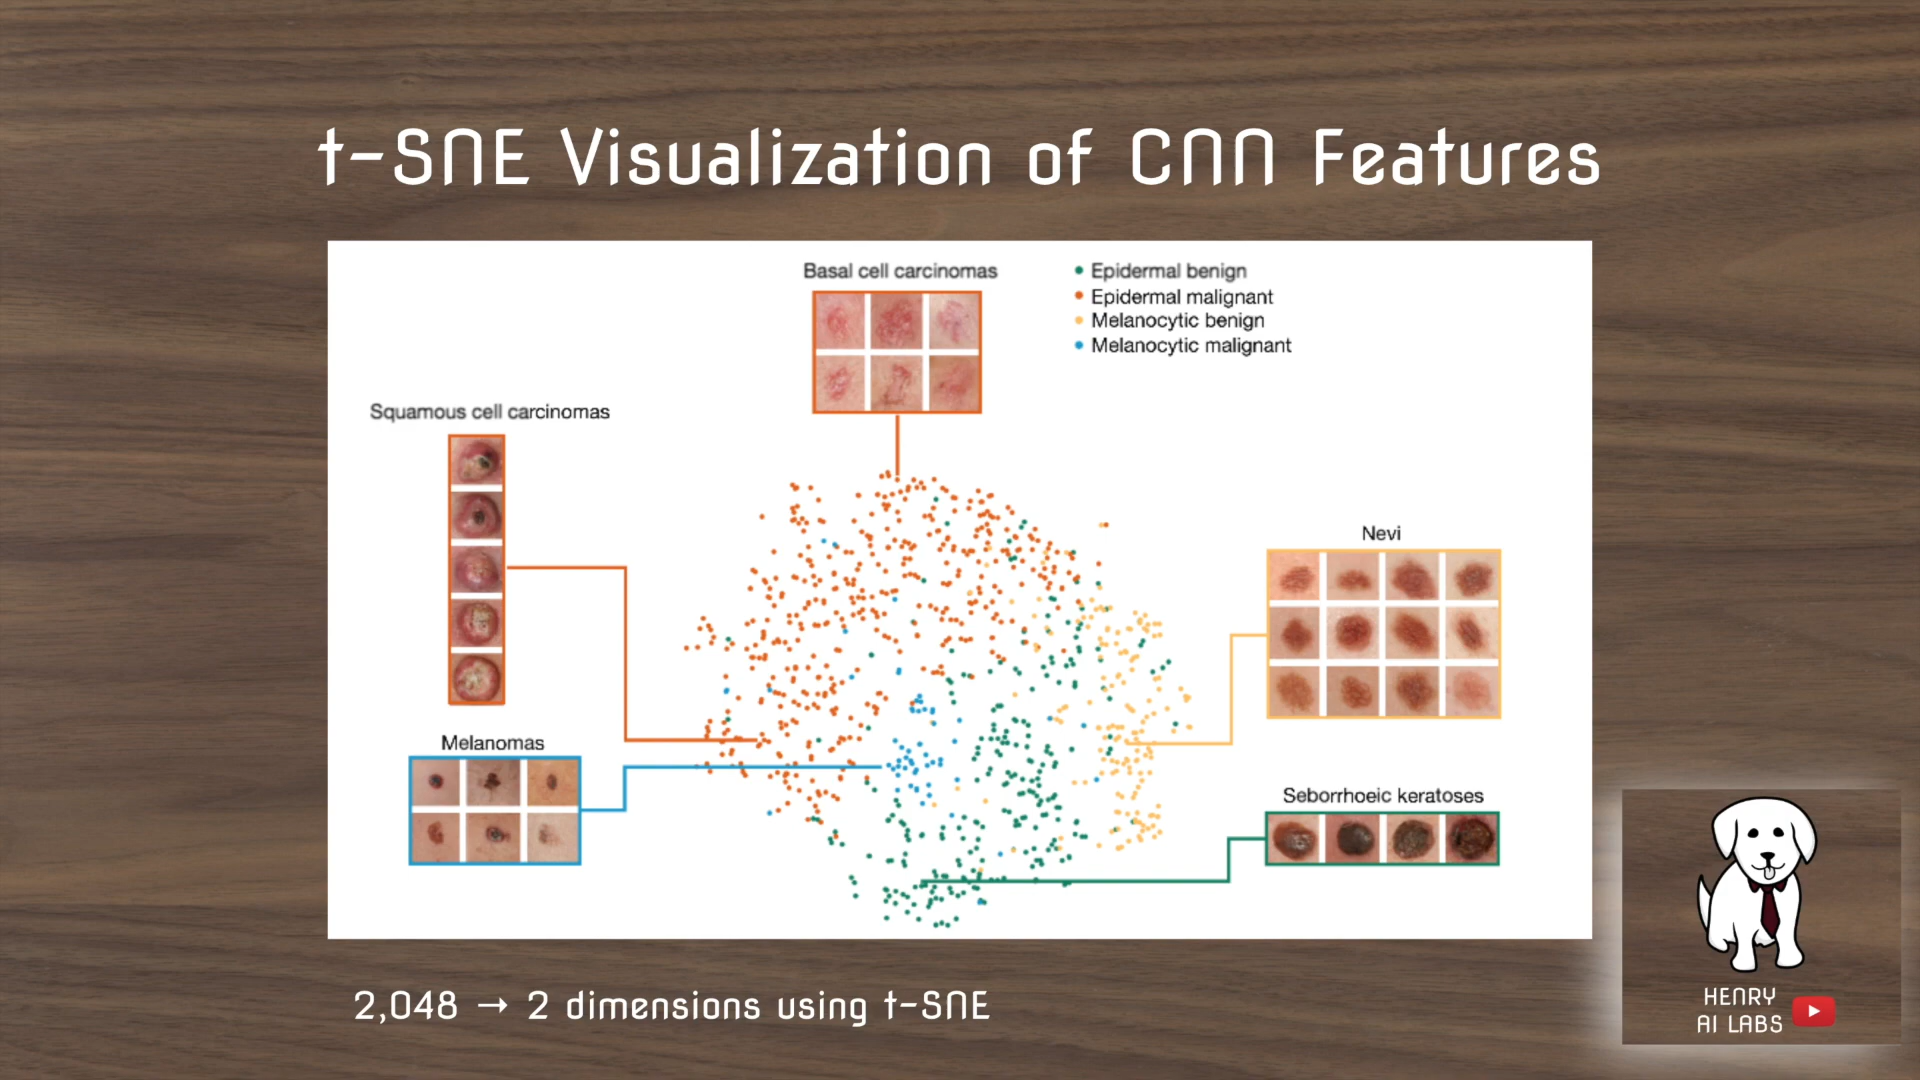 t-SNE Visualization of CNN Features
Basal cell carcinomas
Epidermal benign
Epidermal malignant
Melanocytic benign
Melanocytic malignant
Squamous cell carcinomas
Nevi
Melanomas
Seborrhoeic keratoses
2,048 → 2 dimensions using t-SNE
HENRY
AI LABS